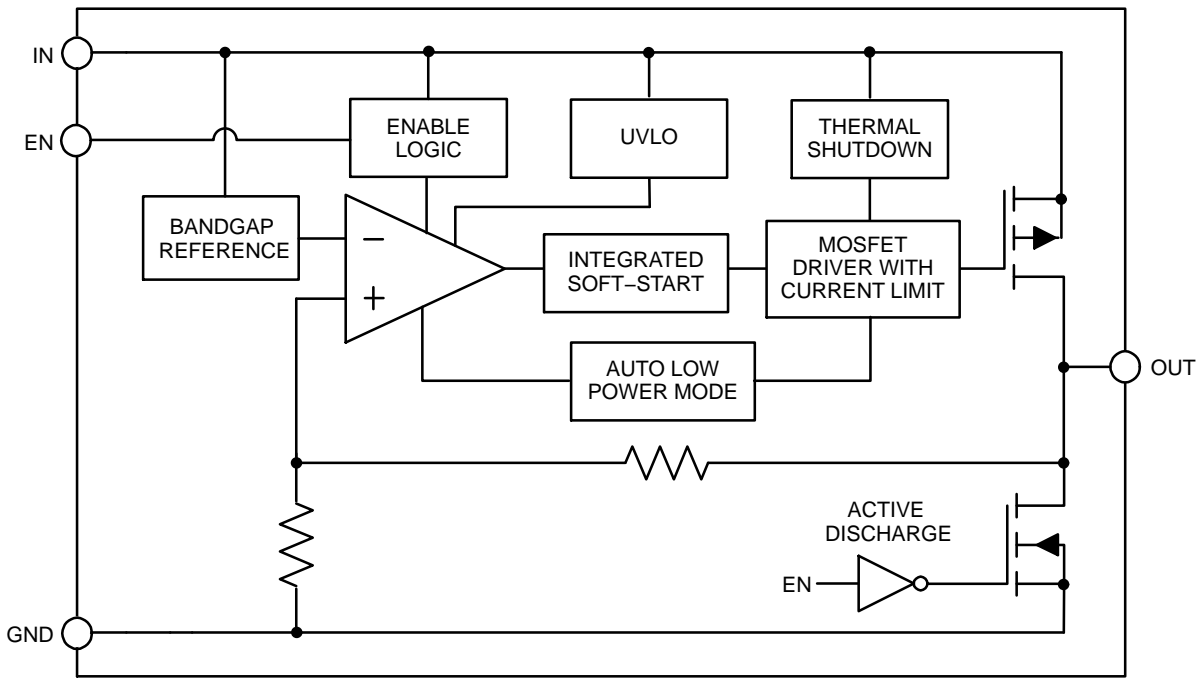 IN
EN
ENABLE
LOGIC
UVLO
THERMAL
SHUTDOWN
BANDGAP
REFERENCE
−
+
INTEGRATED
SOFT−START
MOSFET
DRIVER WITH
CURRENT LIMIT
AUTO LOW
POWER MODE
OUT
ACTIVE
DISCHARGE
EN
GND